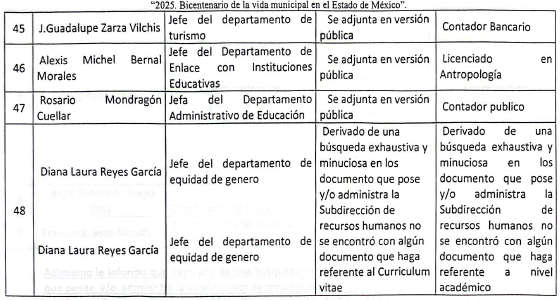 "2025. Bicentenario de la vida municipal en el Estado de México".
45 J.Guadalupe Zarza Vilchis Jefe del departamento de turismo Se adjunta en versión pública Contador Bancario
46 Alexis Michel Bernal Morales Jefe del Departamento de Enlace con Instituciones Educativas Se adjunta en versión pública Licenciado en Antropología
47 Rosario Mondragón Cuellar Jefa del Departamento Administrativo de Educación Se adjunta en versión pública Contador publico
48
Diana Laura Reyes García
Diana Laura Reyes García
Jefe del departamento de
equidad de genero
Jefe del departamento de
equidad de genero
Derivado de una
búsqueda exhaustiva y
minuciosa en los
documento que pose
y/o administra la
Subdirección de
recursos humanos no
se encontró con algún
documento que haga
referente al Curriculum
vitae
Derivado de una
búsqueda exhaustiva y
minuciosa en los
documento que pose
y/o administra la
Subdirección de
recursos humanos no
se encontró con algún
documento que haga
referente a nivel
académico